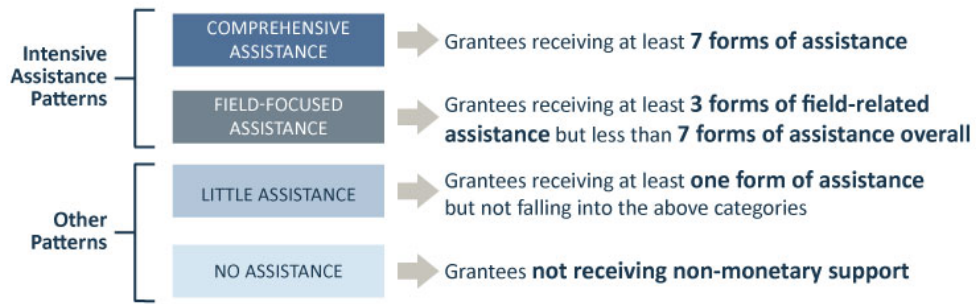 Intensive
Assistance
Patterns
COMPREHENSIVE
ASSISTANCE
Grantees receiving at least 7 forms of assistance
FIELD-FOCUSED
ASSISTANCE
Grantees receiving at least 3 forms of field-related
assistance but less than 7 forms of assistance overall
Other
Patterns
LITTLE ASSISTANCE
Grantees receiving at least one form of assistance
but not falling into the above categories
NO ASSISTANCE
Grantees not receiving non-monetary support